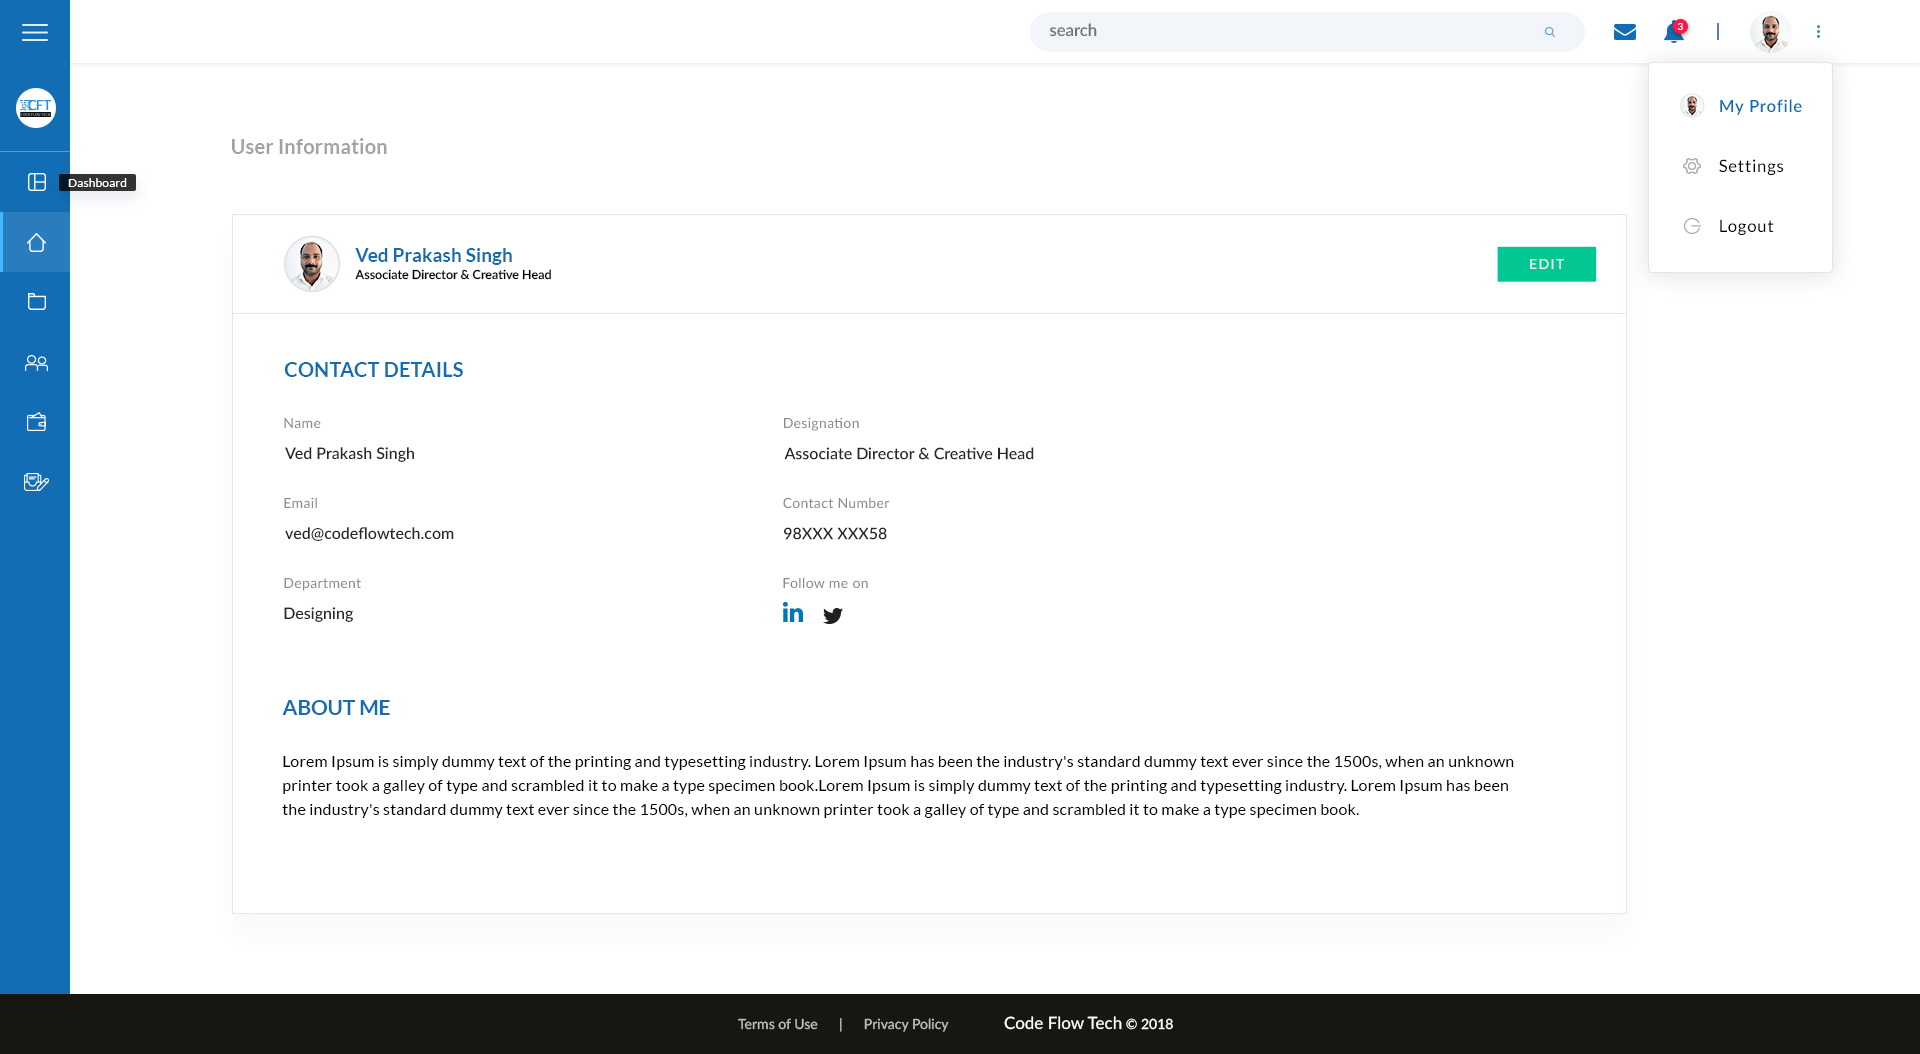 search
3
CFT
CODE FLOW TECH
My Profile
User Information
Settings
Dashboard
Logout
Ved Prakash Singh
Associate Director & Creative Head
EDIT
CONTACT DETAILS
Name
Designation
Ved Prakash Singh
Associate Director & Creative Head
Email
Contact Number
ved@codeflowtech.com
98XXX XXX58
Department
Follow me on
Designing
in
ABOUT ME
Lorem Ipsum is simply dummy text of the printing and typesetting industry. Lorem Ipsum has been the industry's standard dummy text ever since the 1500s, when an unknown
printer took a galley of type and scrambled it to make a type specimen book.Lorem Ipsum is simply dummy text of the printing and typesetting industry. Lorem Ipsum has been
the industry's standard dummy text ever since the 1500s, when an unknown printer took a galley of type and scrambled it to make a type specimen book.
Terms of Use | Privacy Policy Code Flow Tech © 2018